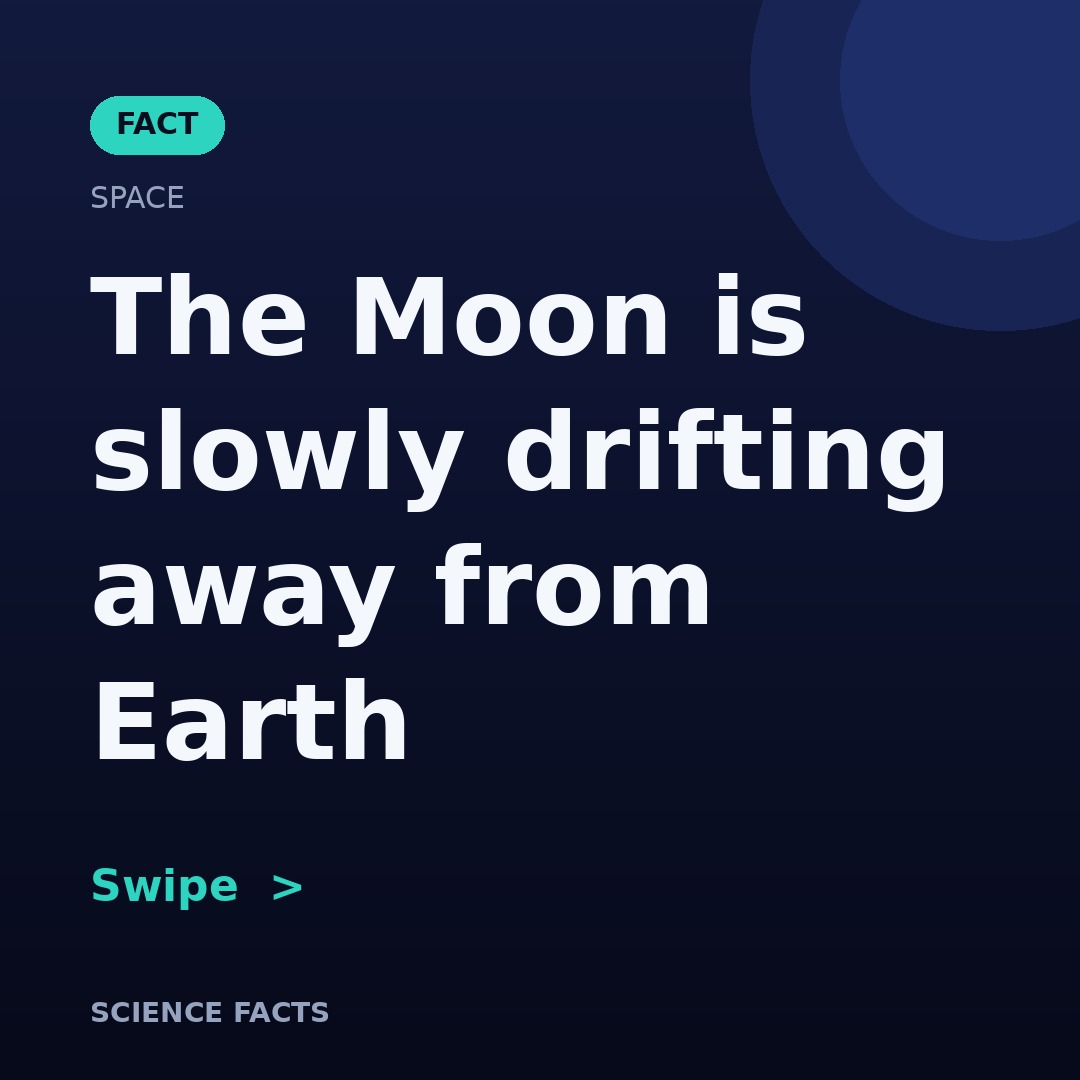 FACT
SPACE
The Moon is
slowly drifting
away from
Earth
Swipe >
SCIENCE FACTS